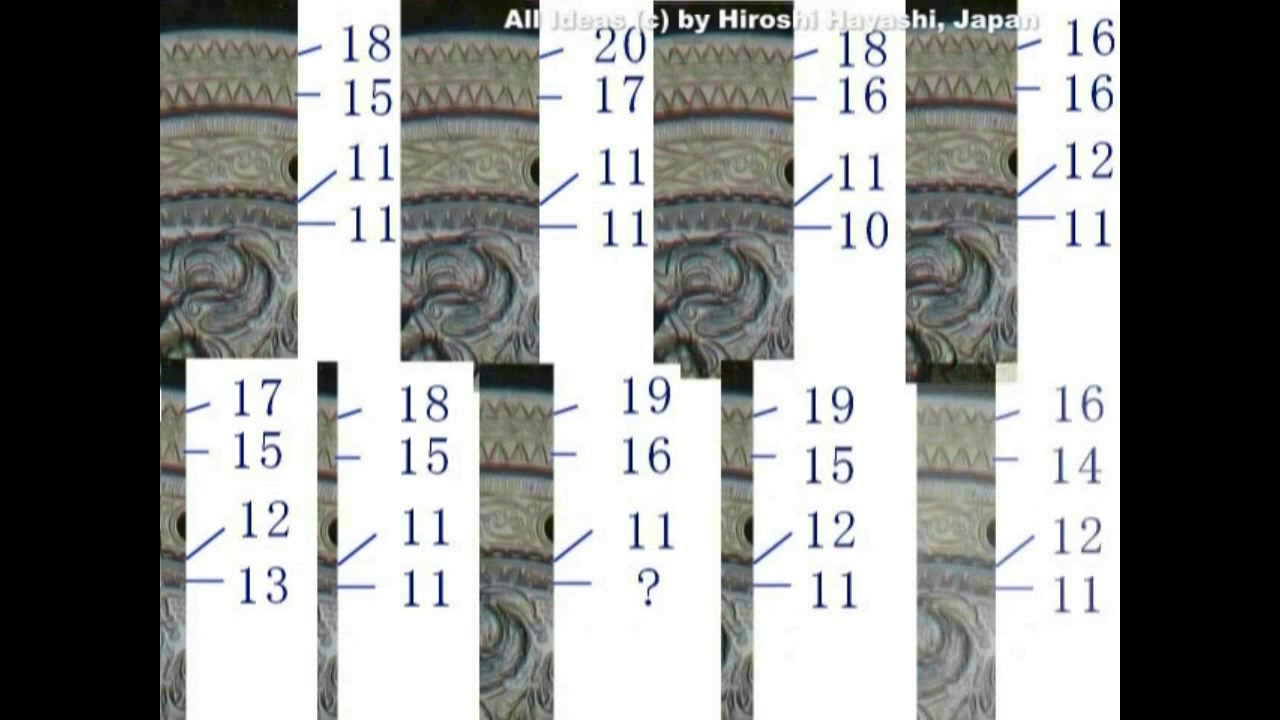 All Ideas (c) by Hiroshi Hayashi, Japan
18 20 18 16
15 17 16 16
11 11 11 12
11 11 10 11
17 18 19 19 16
15 15 16 15 14
12 11 11 12 12
13 11 ? 11 11